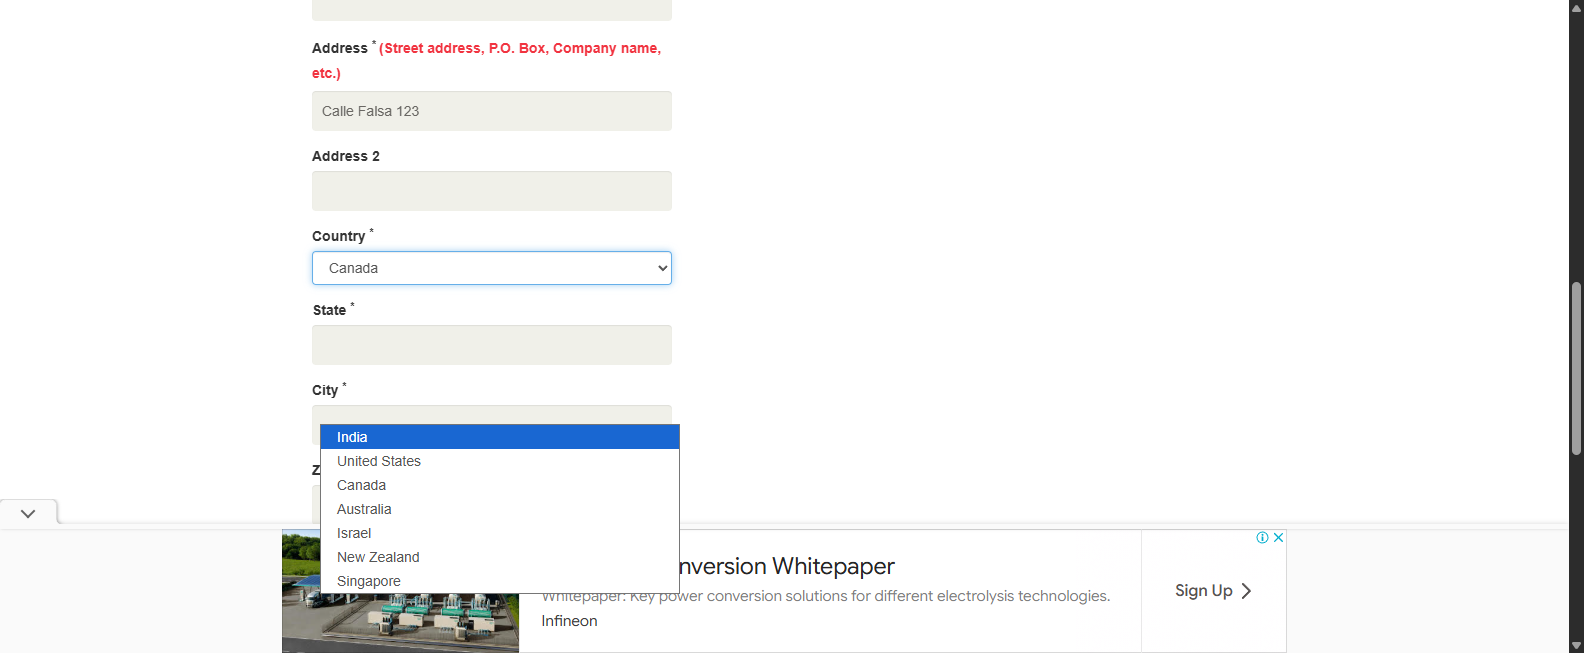 Address * (Street address, P.O. Box, Company name,
etc.)
Calle Falsa 123
Address 2
Country *
Canada
State *
City *
India
United States
Canada
Australia
Israel
New Zealand
Singapore
nversion Whitepaper
Whitepaper: Key power conversion solutions for different electrolysis technologies.
Infineon
Sign Up